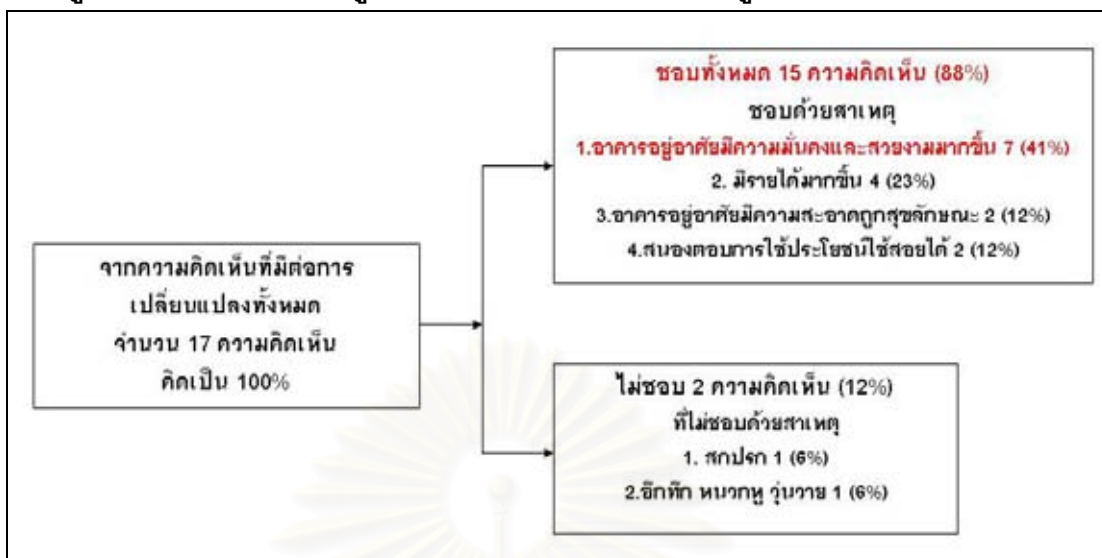 จากความคิดเห็นที่มีต่อการ
เปลี่ยนแปลงทั้งหมด
จำนวน 17 ความคิดเห็น
คิดเป็น 100%
ชอบทั้งหมด 15 ความคิดเห็น (88%)
ชอบด้วยสาเหตุ
1.อาคารอยู่อาศัยมีความมั่นคงและสวยงามมากขึ้น 7 (41%)
2. มีรายได้มากขึ้น 4 (23%)
3.อาคารอยู่อาศัยมีความสะอาดถูกสุขลักษณะ 2 (12%)
4.สนองตอบการใช้ประโยชน์ใช้สอยได้ 2 (12%)
ไม่ชอบ 2 ความคิดเห็น (12%)
ที่ไม่ชอบด้วยสาเหตุ
1. สกปรก 1 (6%)
2.อึกทึก หนวกหู วุ่นวาย 1 (6%)